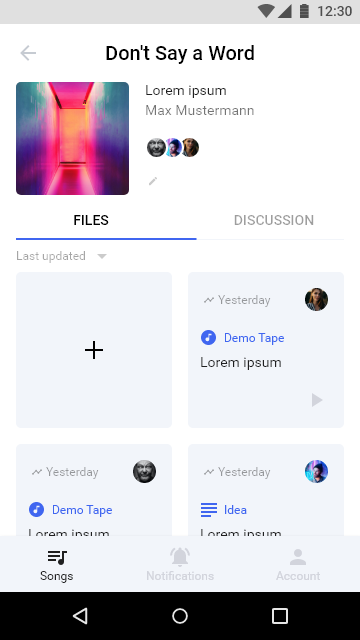 12:30
Don't Say a Word
Lorem ipsum
Max Mustermann
FILES DISCUSSION
Last updated
Yesterday
Demo Tape
Lorem ipsum
Yesterday
Demo Tape
Lorem ipsum
Yesterday
Idea
Lorem ipsum
Songs Notifications Account